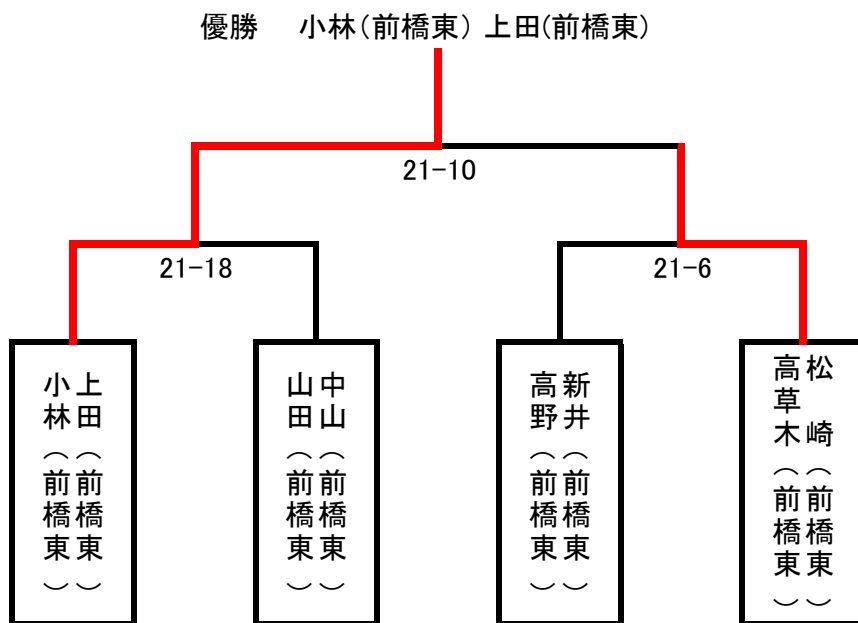 優勝 小林(前橋東) 上田(前橋東)
21-10
21-18
21-6
上田(前橋東)
小林(前橋東)
中山(前橋東)
山田(前橋東)
新井(前橋東)
高野(前橋東)
松崎(前橋東)
高草木(前橋東)